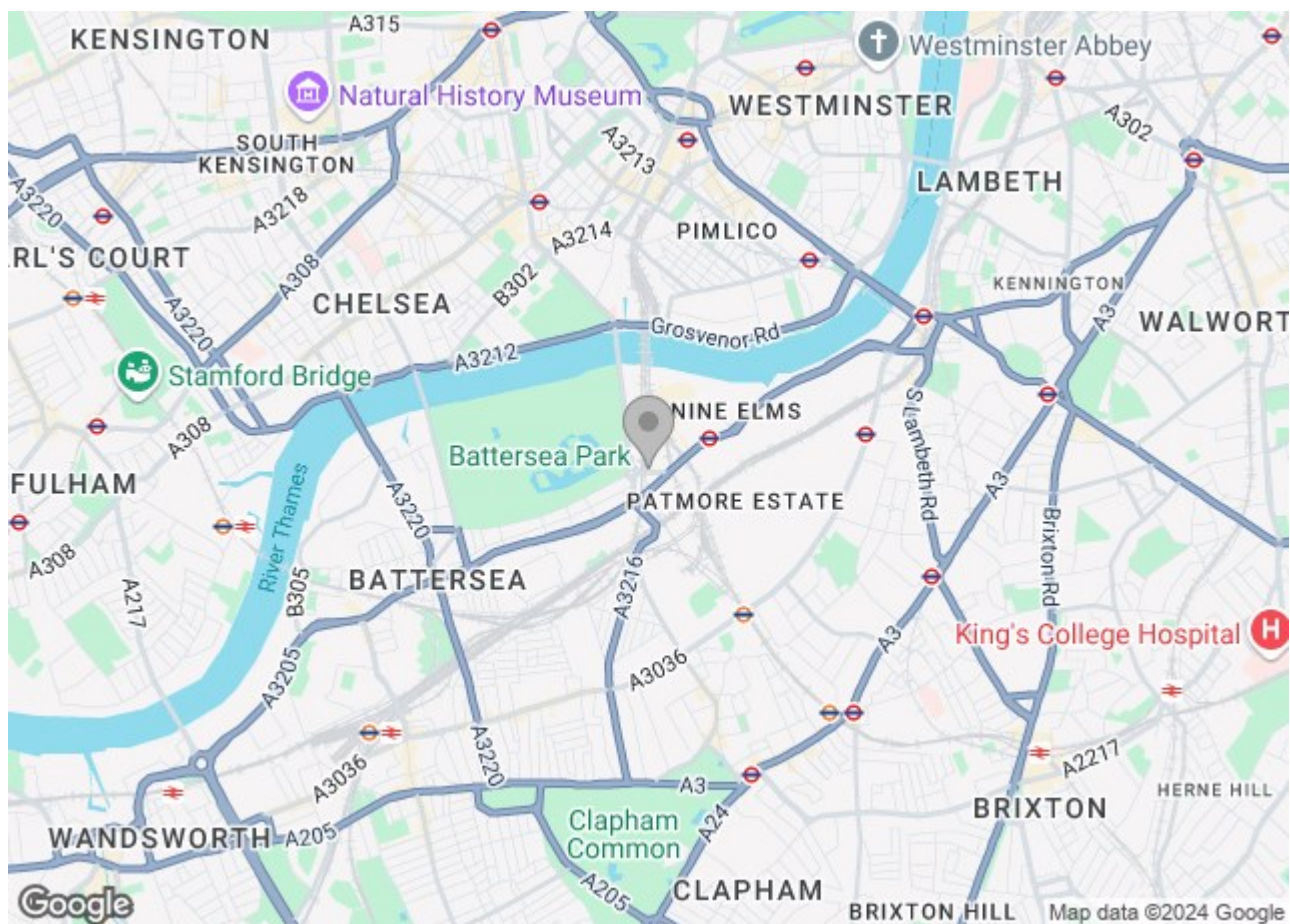 A315
KENSINGTON
Westminster Abbey
Natural History Museum
WESTMINSTER
A302
SOUTH
KENSINGTON
A3213
LAMBETH
A3220
A3218
A3214
PIMLICO
RL'S COURT
A308
B302
KENNINGTON
CHELSEA
A3
A3220
Grosvenor Rd
WALWORT
A3212
Stamford Bridge
NINE ELMS
A308
S Lambeth Rd
Battersea Park
FULHAM
A3220
PATMORE ESTATE
A3
Brixton Rd
River Thames
A308
B305
BATTERSEA
A3216
A217
King's College Hospital
A3
A3205
A3036
A3220
A3036
A2217
A3
HERNE HILL
WANDSWORTH
A205
Clapham
Common
A24
BRIXTON
A205
CLAPHAM
Google
BRIXTON HILL
Map data ©2024 Google